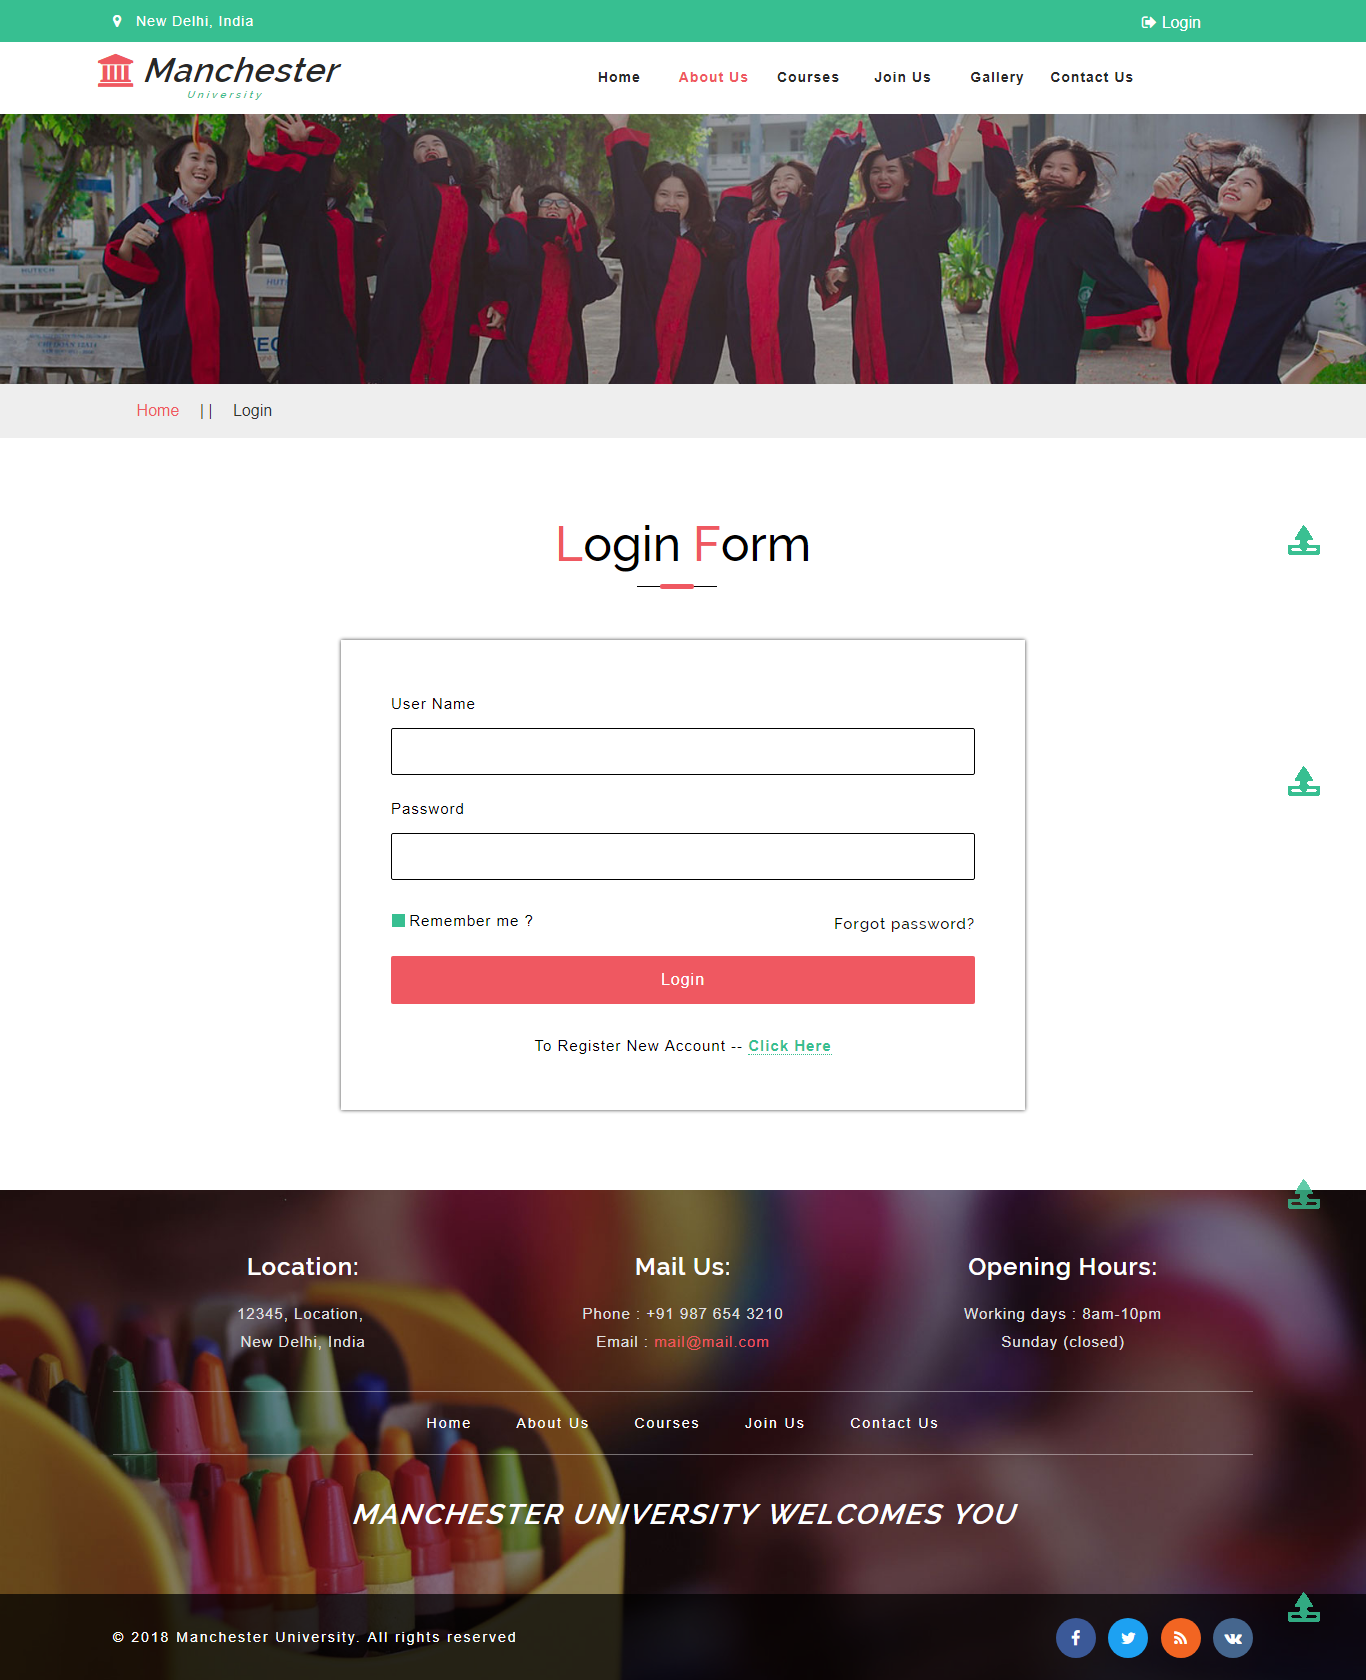 New Delhi, India
Login
Manchester
University
Home About Us Courses Join Us Gallery Contact Us
HUTECH
Home || Login
Login Form
User Name
Password
Remember me ?
Forgot password?
Login
To Register New Account -- Click Here
Location:
12345, Location,
New Delhi, India
Mail Us:
Phone : +91 987 654 3210
Email : mail@mail.com
Opening Hours:
Working days : 8am-10pm
Sunday (closed)
Home About Us Courses Join Us Contact Us
MANCHESTER UNIVERSITY WELCOMES YOU
© 2018 Manchester University. All rights reserved